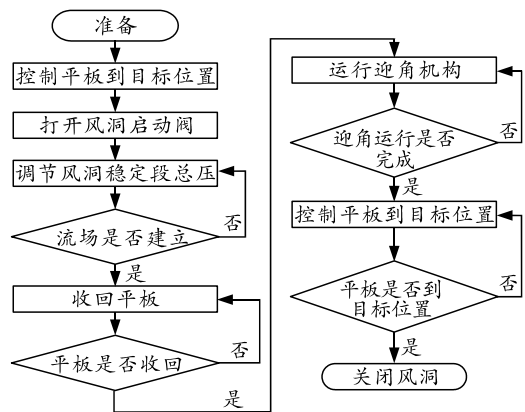 准备
控制平板到目标位置
打开风洞启动阀
调节风洞稳定段总压
流场是否建立
否
是
收回平板
平板是否收回
否
是
运行迎角机构
迎角运行是否
完成
否
是
控制平板到目标位置
平板是否到
目标位置
否
是
关闭风洞